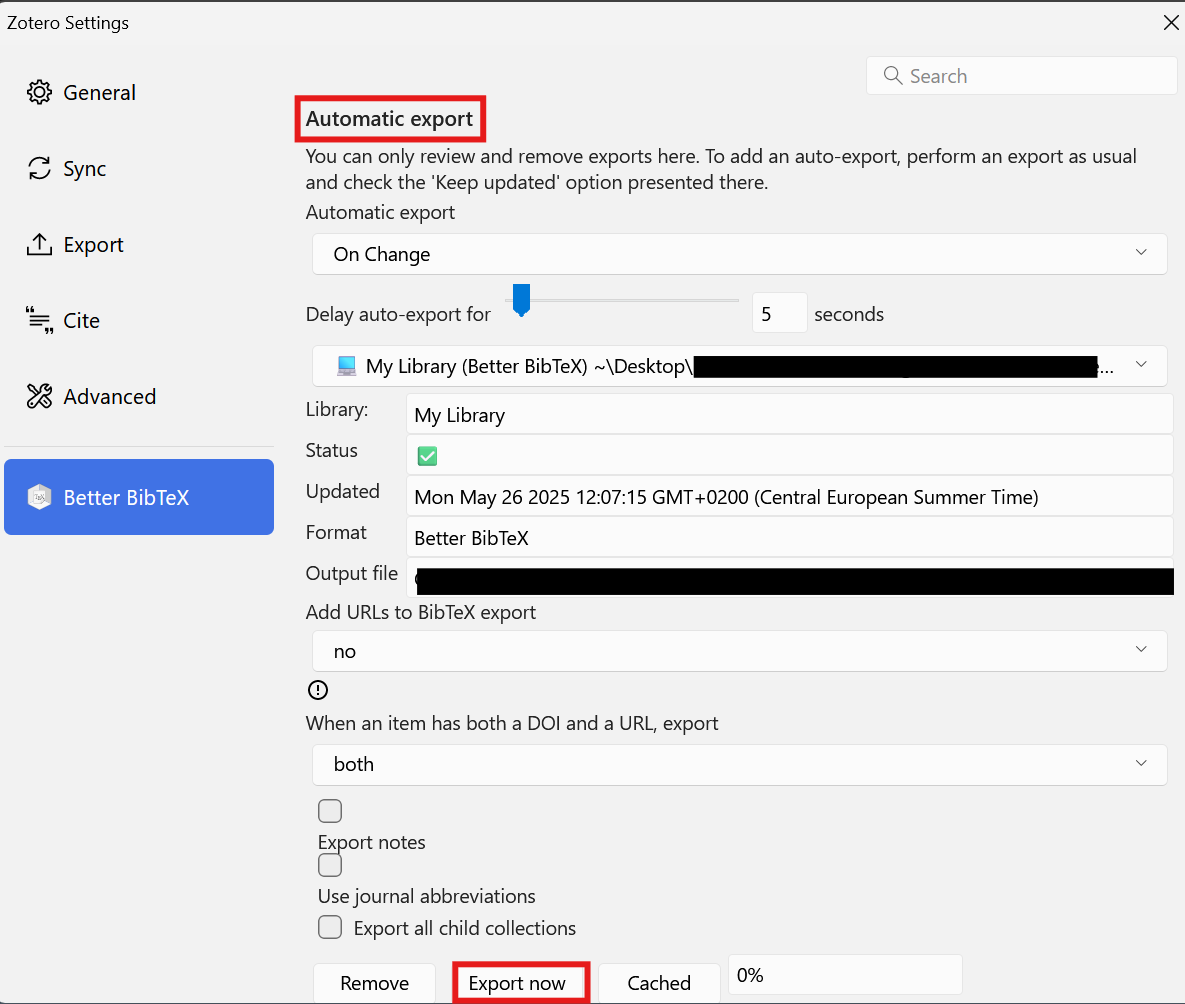 Zotero Settings
General
Sync
Export
Cite
Advanced
Better BibTeX
Search
Automatic export
You can only review and remove exports here. To add an auto-export, perform an export as usual
and check the 'Keep updated' option presented there.
Automatic export
On Change
Delay auto-export for 5 seconds
My Library (Better BibTeX) ~\Desktop\
Library: My Library
Status
Updated Mon May 26 2025 12:07:15 GMT+0200 (Central European Summer Time)
Format Better BibTeX
Output file
Add URLs to BibTeX export
no
When an item has both a DOI and a URL, export
both
Export notes
Use journal abbreviations
Export all child collections
Remove Export now Cached 0%